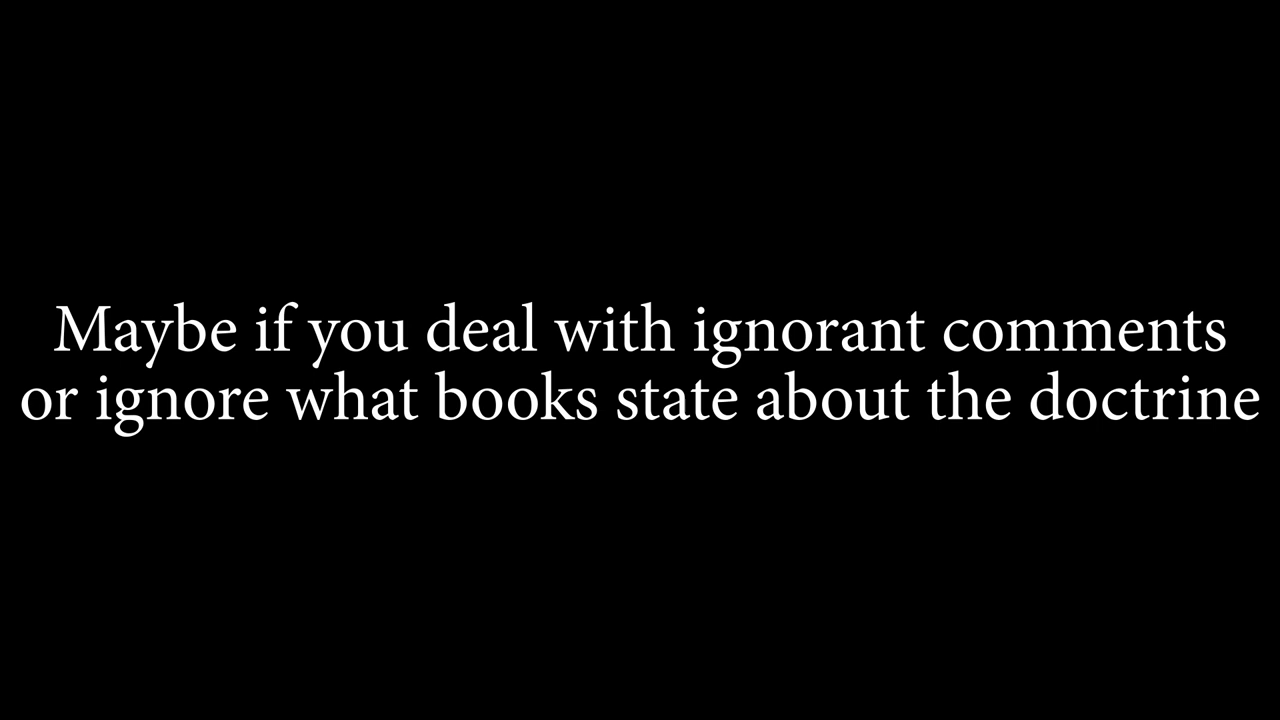 Maybe if you deal with ignorant comments
or ignore what books state about the doctrine